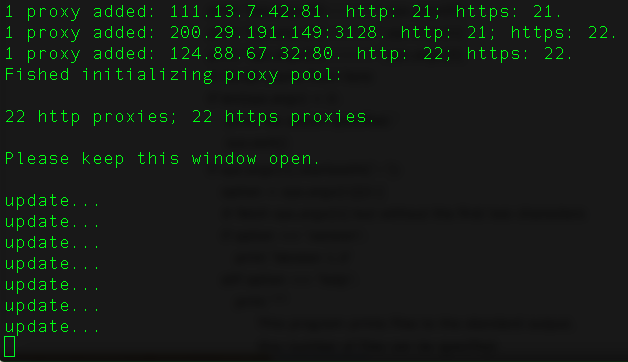 1 proxy added: 111.13.7.42:81. http: 21; https: 21.
1 proxy added: 200.29.191.149:3128. http: 21; https: 22.
1 proxy added: 124.88.67.32:80. http: 22; https: 22.
Fished initializing proxy pool:
22 http proxies; 22 https proxies.
Please keep this window open.
update...
update...
update...
update...
update...
update...
update...